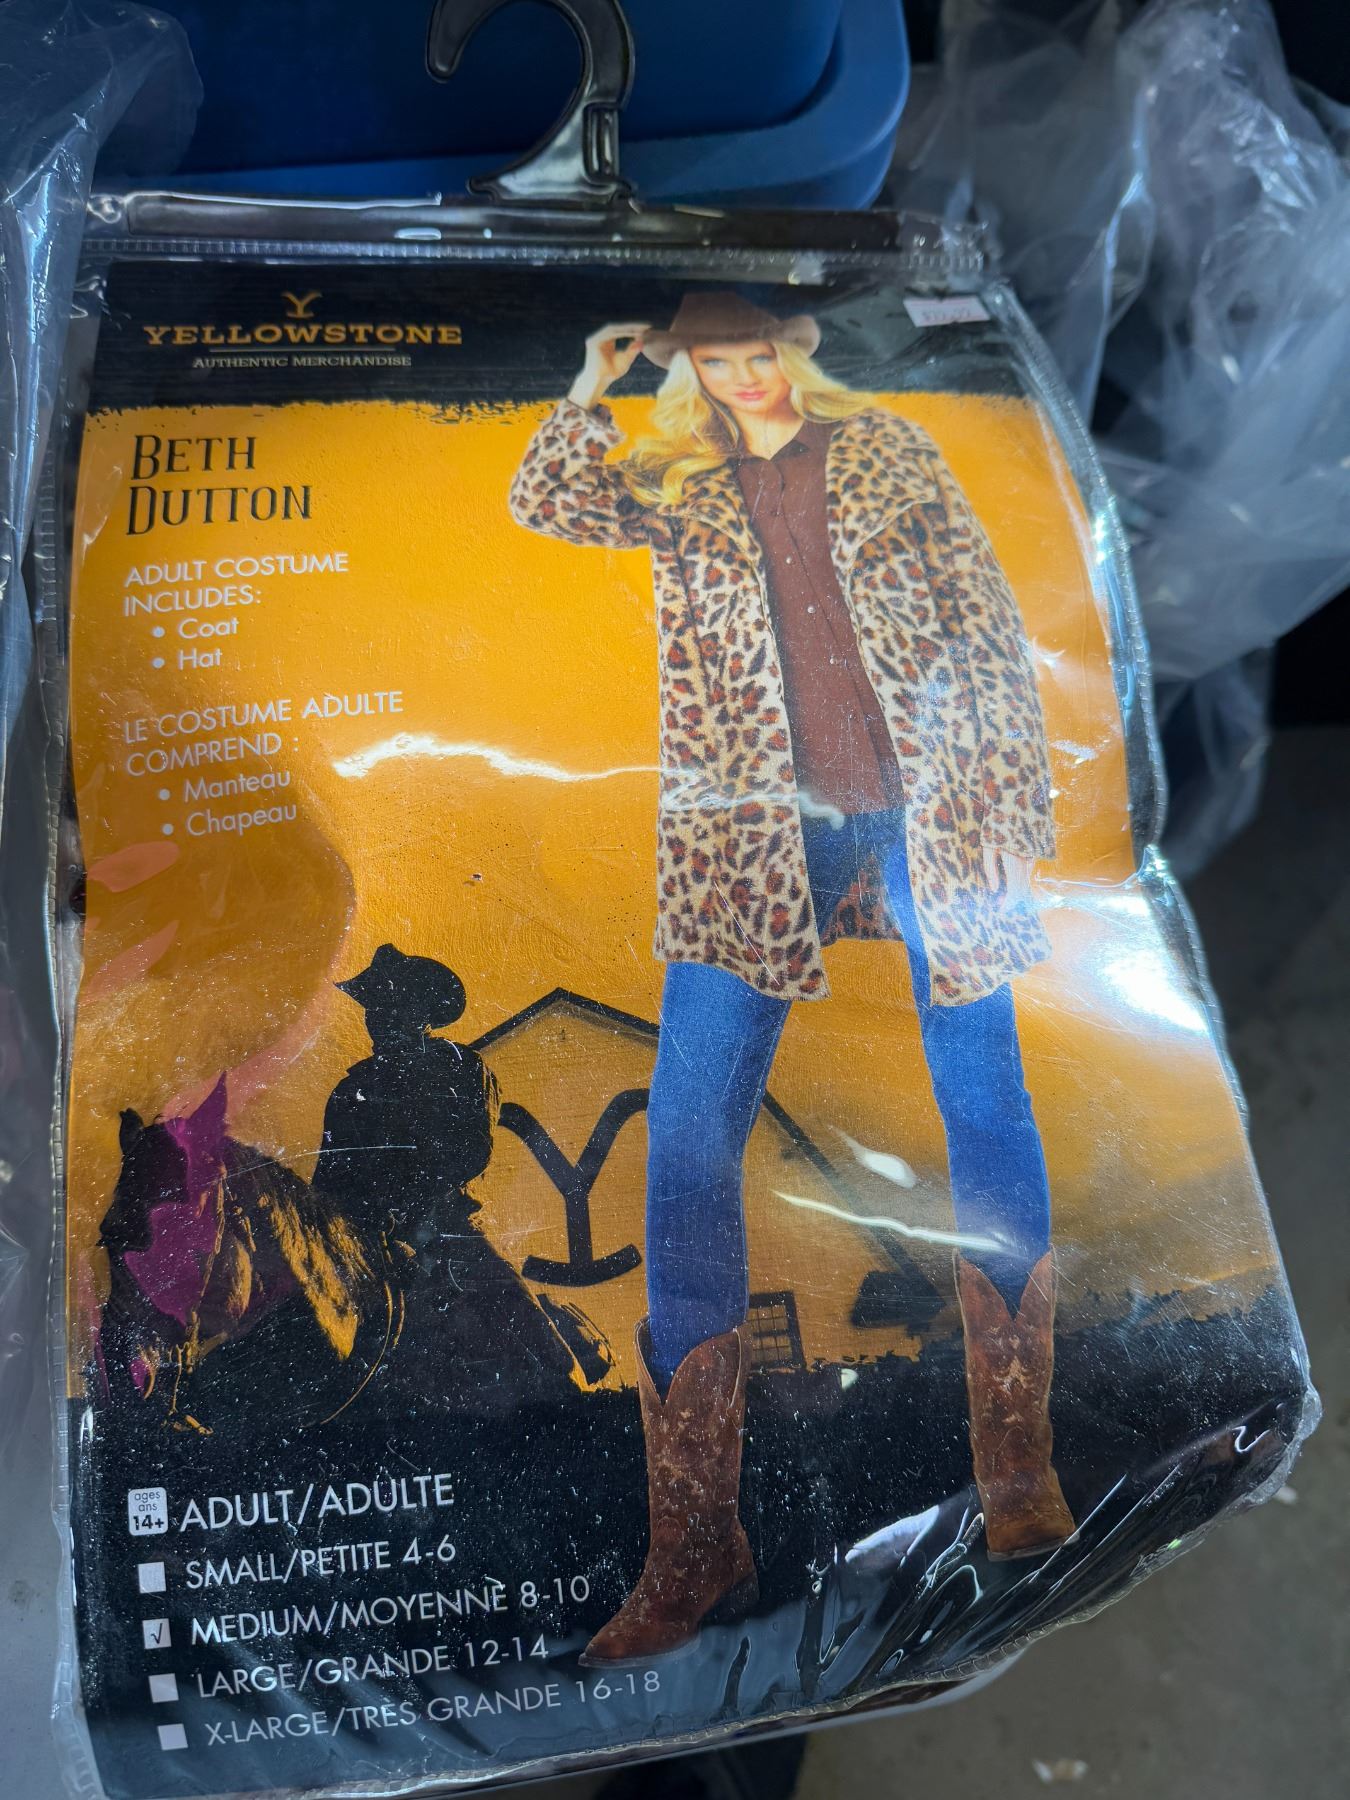 Y
YELLOWSTONE
AUTHENTIC MERCHANDISE
BETH
DUTTON
ADULT COSTUME
INCLUDES:
• Coat
• Hat
LE COSTUME ADULTE
COMPREND :
• Manteau
• Chapeau
Y
ages
ans
14+
ADULT/ADULTE
SMALL/PETITE 4-6
√ MEDIUM/MOYENNE 8-10
LARGE/GRANDE 12-14
X-LARGE/TRÈS GRANDE 16-18